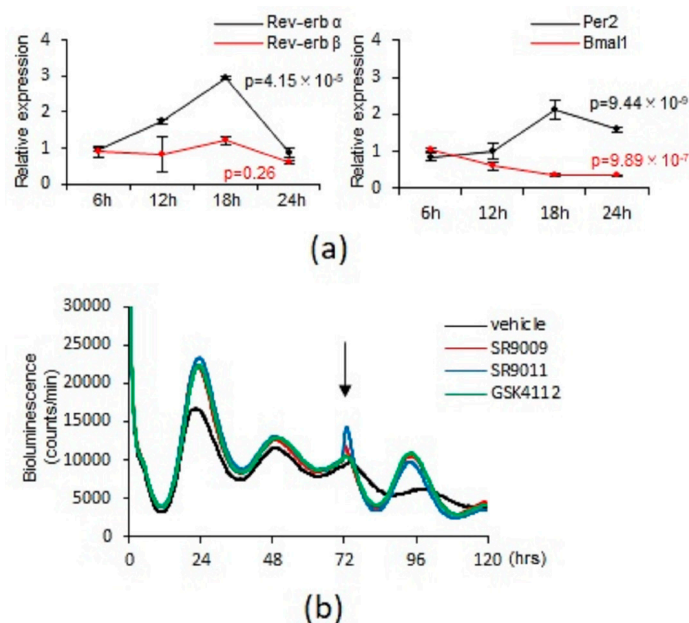 (a)
Rev-erb α
Rev-erb β
Relative expression
4
3
2
1
0
p=4.15×10-5
p=0.26
6h 12h 18h 24h
Per2
Bmal1
Relative expression
4
3
2
1
0
p=9.44×10-9
p=9.89×10-7
6h 12h 18h 24h
(a)
Bioluminescence
(counts/min)
30000
25000
20000
15000
10000
5000
0
vehicle
SR9009
SR9011
GSK4112
0 24 48 72 96 120 (hrs)
(b)